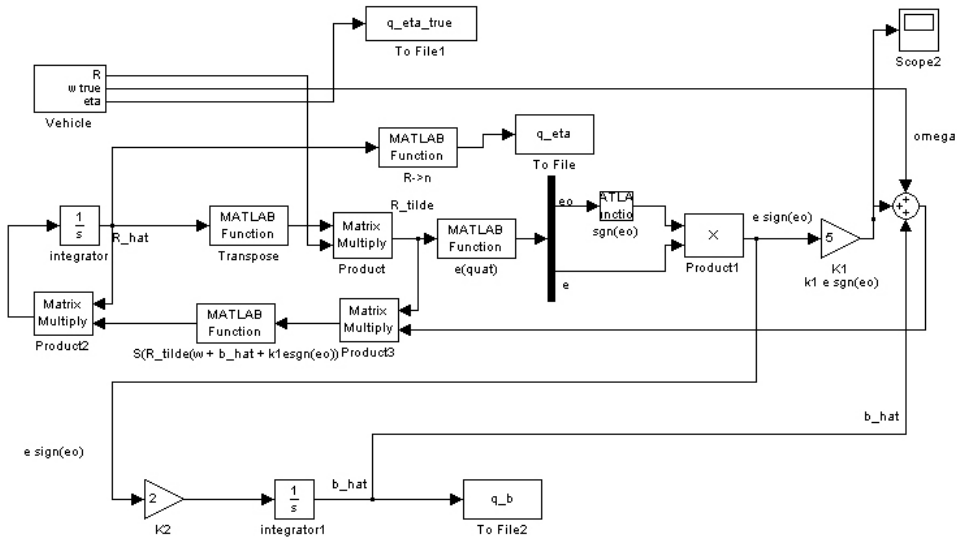 q_eta_true
To File1
Scope2
R
w true
eta
Vehicle
omega
MATLAB
Function
R->n
q_eta
To File
1
s
integrator
R_hat
MATLAB
Function
Transpose
R_tilde
Matrix
Multiply
Product
MATLAB
Function
e(quat)
eo
ATLA
unctio
sgn(eo)
e
×
Product1
e sign(eo)
5
K1
k1 e sgn(eo)
+
+
+
Matrix
Multiply
Product2
MATLAB
Function
S(R_tilde(w + b_hat + k1esgn(eo))
Matrix
Multiply
Product3
b_hat
e sign(eo)
2
K2
1
s
integrator1
b_hat
q_b
To File2